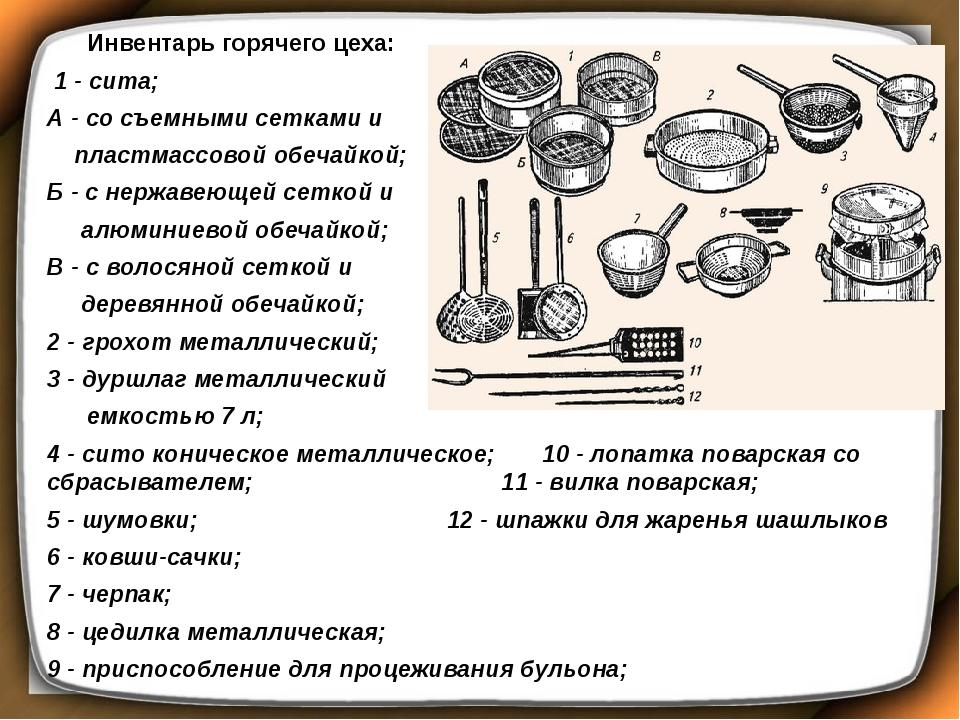 Инвентарь горячего цеха:
1 - сита;
А - со съемными сетками и
пластмассовой обечайкой;
Б - с нержавеющей сеткой и
алюминиевой обечайкой;
В - с волосяной сеткой и
деревянной обечайкой;
2 - грохот металлический;
3 - дуршлаг металлический
емкостью 7 л;
4 - сито коническое металлическое; 10 - лопатка поварская со
сбрасывателем; 11 - вилка поварская;
5 - шумовки; 12 - шпажки для жаренья шашлыков
6 - ковши-сачки;
7 - черпак;
8 - цедилка металлическая;
9 - приспособление для процеживания бульона;
А 1 В
2
3
4
Б
5
6
7
8
9
10
11
12